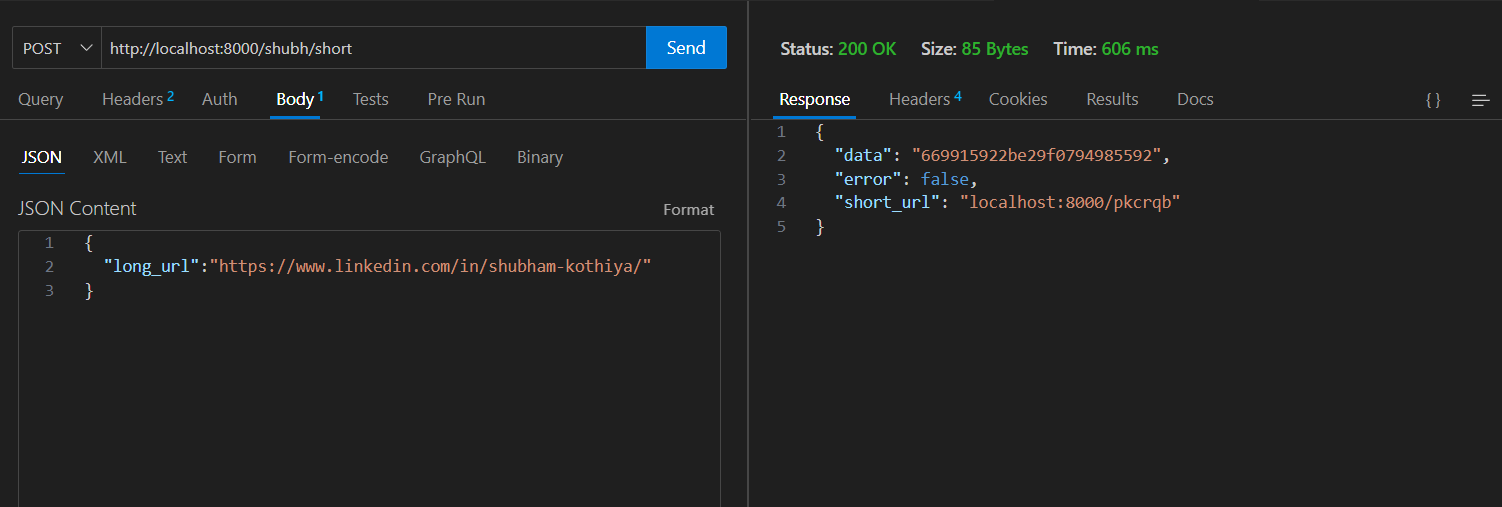 POST http://localhost:8000/shubh/short Send
Query Headers 2 Auth Body 1 Tests Pre Run
JSON XML Text Form Form-encode GraphQL Binary
JSON Content Format
1 {
2 "long_url":"https://www.linkedin.com/in/shubham-kothiya/"
3 }
Status: 200 OK Size: 85 Bytes Time: 606 ms
Response Headers 4 Cookies Results Docs { }
1 {
2 "data": "669915922be29f0794985592",
3 "error": false,
4 "short_url": "localhost:8000/pkcrqb"
5 }